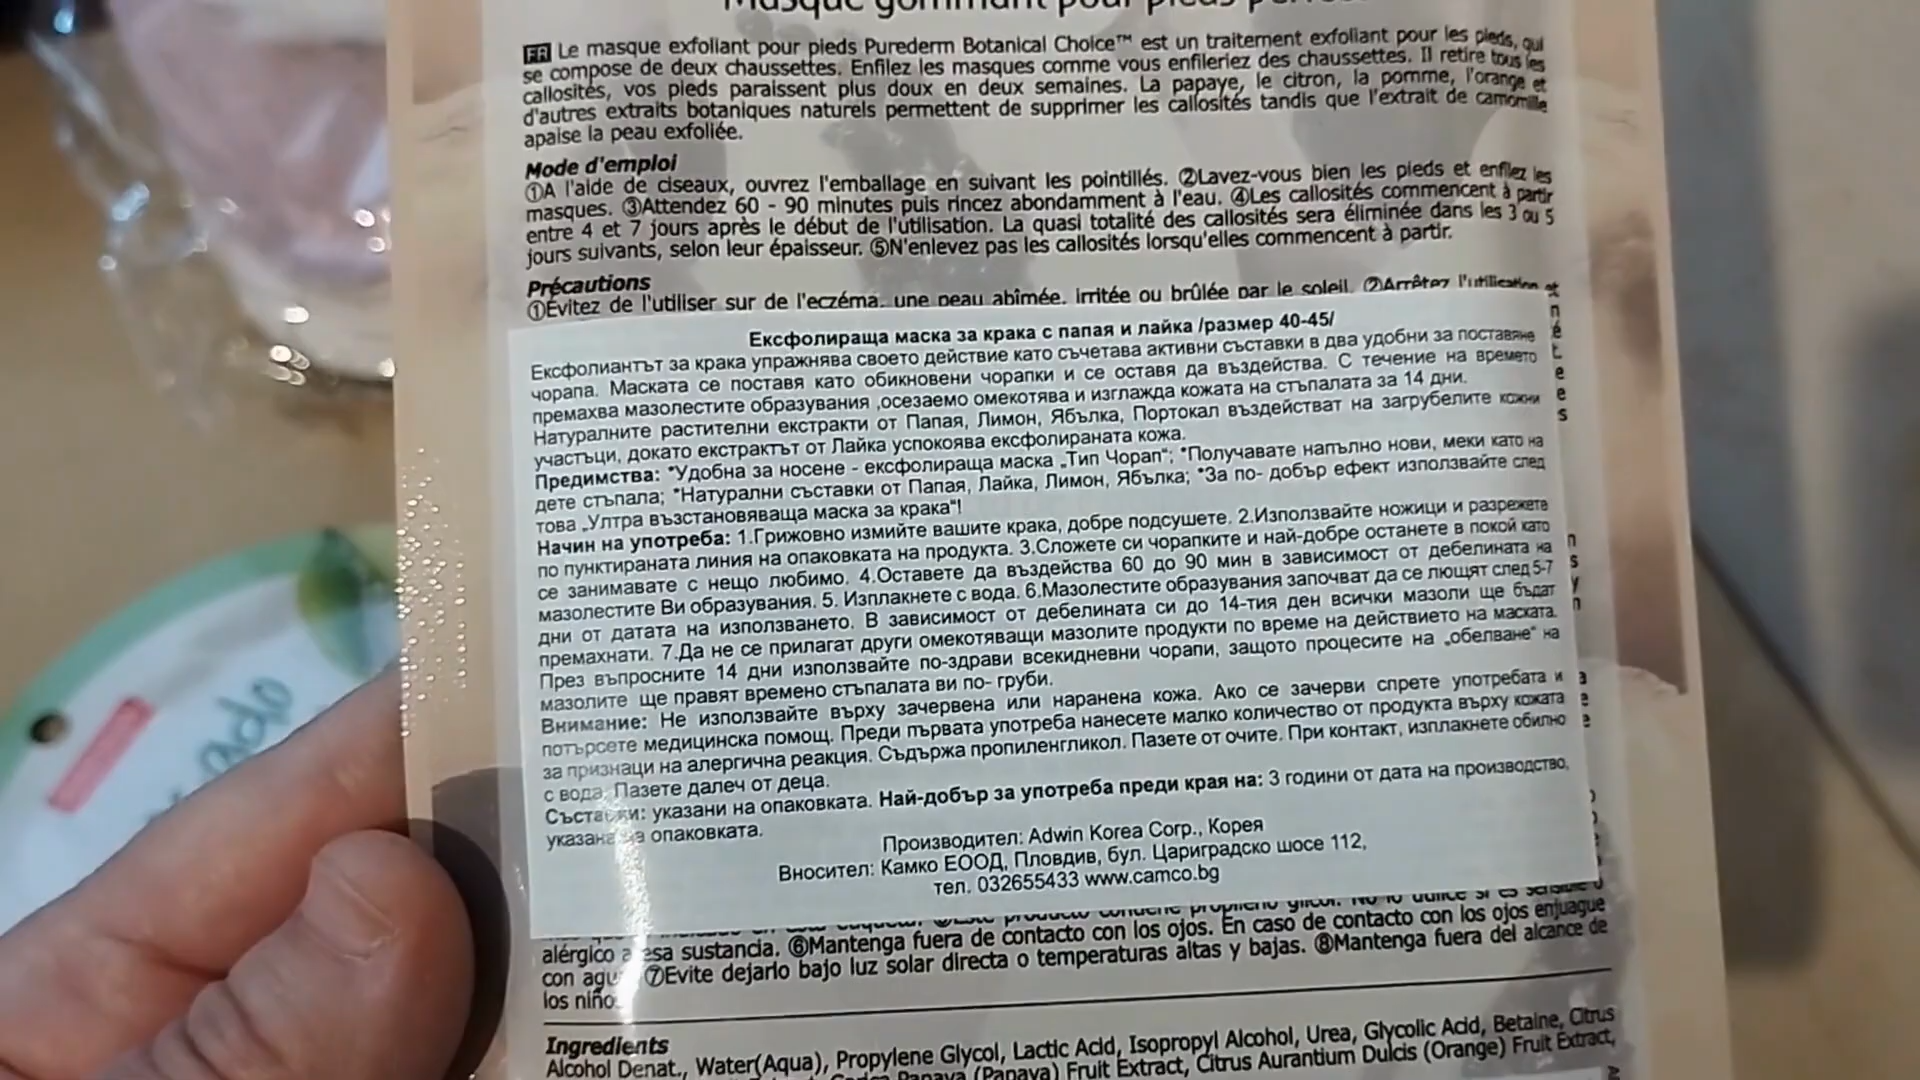 Masque gommant pour pieds
FR Le masque exfoliant pour pieds Purederm Botanical Choice™ est un traitement exfoliant pour les pieds, qui
se compose de deux chaussettes. Enfilez les masques comme vous enfileriez des chaussettes. Il retire tous les
callosités, vos pieds paraissent plus doux en deux semaines. La papaye, le citron, la pomme, l'orange et
d'autres extraits botaniques naturels permettent de supprimer les callosités tandis que l'extrait de camomille
apaise la peau exfoliée.
Mode d'emploi
①A l'aide de ciseaux, ouvrez l'emballage en suivant les pointillés. ②Lavez-vous bien les pieds et enfilez les
masques. ③Attendez 60 - 90 minutes puis rincez abondamment à l'eau. ④Les callosités commencent à partir
entre 4 et 7 jours après le début de l'utilisation. La quasi totalité des callosités sera éliminée dans les 3 ou 5
jours suivants, selon leur épaisseur. ⑤N'enlevez pas les callosités lorsqu'elles commencent à partir.
Précautions
①Évitez de l'utiliser sur de l'eczéma, une peau abîmée, irritée ou brûlée par le soleil. ②Arrêtez l'utilisation et
Ексфолираща маска за крака с папая и лайка /размер 40-45/
Ексфолиантът за крака упражнява своето действие като съчетава активни съставки в два удобни за поставяне
чорапа. Маската се поставя като обикновени чорапки и се оставя да въздейства. С течение на времето
премахва мазолестите образувания ,осезаемо омекотява и изглажда кожата на стъпалата за 14 дни.
Натуралните растителни екстракти от Папая, Лимон, Ябълка, Портокал въздействат на загрубелите кожни
участъци, докато екстрактът от Лайка успокоява ексфолираната кожа.
Предимства: *Удобна за носене - ексфолираща маска „Тип Чорап“; *Получавате напълно нови, меки като на
дете стъпала; *Натурални съставки от Папая, Лайка, Лимон, Ябълка; *За по- добър ефект използвайте след
това „Ултра възстановяваща маска за крака“!
Начин на употреба: 1.Грижовно измийте вашите крака, добре подсушете. 2.Използвайте ножици и разрежете
по пунктираната линия на опаковката на продукта. 3.Сложете си чорапките и най-добре останете в покой като
се занимавате с нещо любимо. 4.Оставете да въздейства 60 до 90 мин в зависимост от дебелината на
мазолестите Ви образувания. 5. Изплакнете с вода. 6.Мазолестите образувания започват да се лющят след 5-7
дни от датата на използването. В зависимост от дебелината си до 14-тия ден всички мазоли ще бъдат
премахнати. 7.Да не се прилагат други омекотяващи мазолите продукти по време на действието на маската.
През въпросните 14 дни използвайте по-здрави всекидневни чорапи, защото процесите на „обелване“ на
мазолите ще правят временно стъпалата ви по- груби.
Внимание: Не използвайте върху зачервена или наранена кожа. Ако се зачерви спрете употребата и
потърсете медицинска помощ. Преди първата употреба нанесете малко количество от продукта върху кожата
за признаци на алергична реакция. Съдържа пропиленгликол. Пазете от очите. При контакт, изплакнете обилно
с вода. Пазете далеч от деца.
Съставки: указани на опаковката. Най-добър за употреба преди края на: 3 години от дата на производство,
указана на опаковката.
Производител: Adwin Korea Corp., Корея
Вносител: Камко ЕООД, Пловдив, бул. Цариградско шосе 112,
тел. 032655433 www.camco.bg
producto contiene propileno glicol. No lo utilice si es sensible o
alérgico a esa sustancia. ⑥Mantenga fuera de contacto con los ojos. En caso de contacto con los ojos enjuague
con agua ⑦Evite dejarlo bajo luz solar directa o temperaturas altas y bajas. ⑧Mantenga fuera del alcance de
los niños
Ingredients
Alcohol Denat., Water(Aqua), Propylene Glycol, Lactic Acid, Isopropyl Alcohol, Urea, Glycolic Acid, Betaine, Citrus
Papaya (Papaya) Fruit Extract, Citrus Aurantium Dulcis (Orange) Fruit Extract,